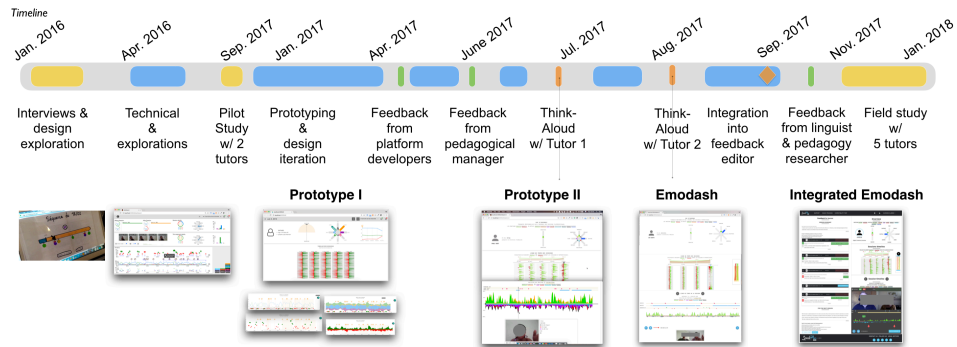 Timeline
Jan. 2016
Apr. 2016
Sep. 2017
Jan. 2017
Apr. 2017
June 2017
Jul. 2017
Aug. 2017
Sep. 2017
Nov. 2017
Jan. 2018
Interviews &
design
exploration
Technical
&
explorations
Pilot
Study
w/ 2
tutors
Prototyping
&
design
iteration
Feedback
from
platform
developers
Feedback
from
pedagogical
manager
Think-
Aloud
w/ Tutor 1
Think-
Aloud
w/ Tutor 2
Integration
into
feedback
editor
Feedback
from linguist
& pedagogy
researcher
Field study
w/
5 tutors
Prototype I
Prototype II
Emodash
Integrated Emodash